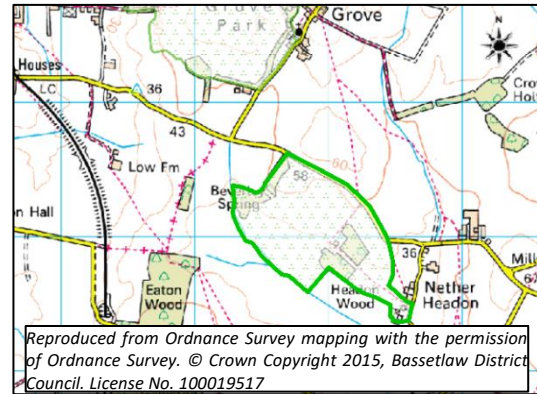 Grove
Park
Grove
N
Houses
LC
36
43
Low Fm
58
Spring
n Hall
36
Eaton
Wood
Wood
Nether
Headon
Mill
Reproduced from Ordnance Survey mapping with the permission
of Ordnance Survey. © Crown Copyright 2015, Bassetlaw District
Council. License No. 100019517